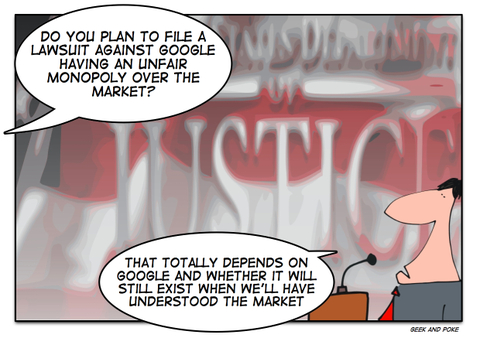 DO YOU PLAN TO FILE A
LAWSUIT AGAINST GOOGLE
HAVING AN UNFAIR
MONOPOLY OVER THE
MARKET?
JUSTICE
THAT TOTALLY DEPENDS ON
GOOGLE AND WHETHER IT WILL
STILL EXIST WHEN WE'LL HAVE
UNDERSTOOD THE MARKET
GEEK AND POKE